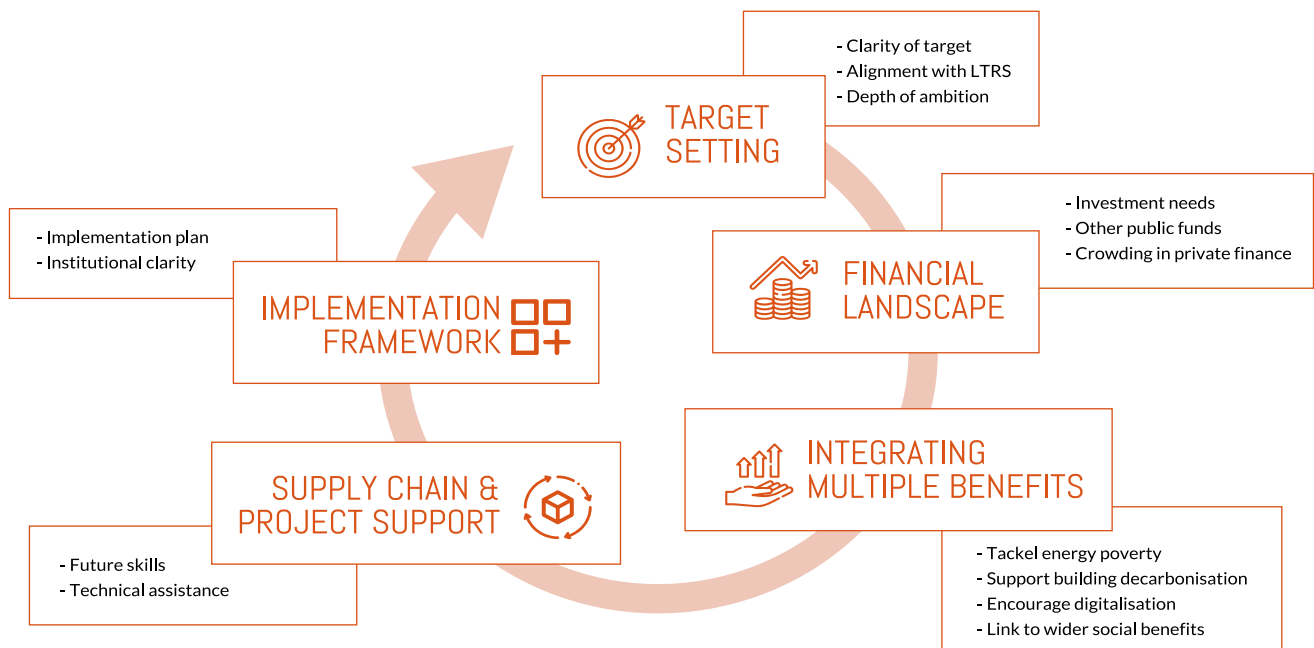 - Clarity of target
- Alignment with LTRS
- Depth of ambition
TARGET
SETTING
- Investment needs
- Other public funds
- Crowding in private finance
FINANCIAL
LANDSCAPE
INTEGRATING
MULTIPLE BENEFITS
- Tackel energy poverty
- Support building decarbonisation
- Encourage digitalisation
- Link to wider social benefits
SUPPLY CHAIN &
PROJECT SUPPORT
- Future skills
- Technical assistance
- Implementation plan
- Institutional clarity
IMPLEMENTATION
FRAMEWORK